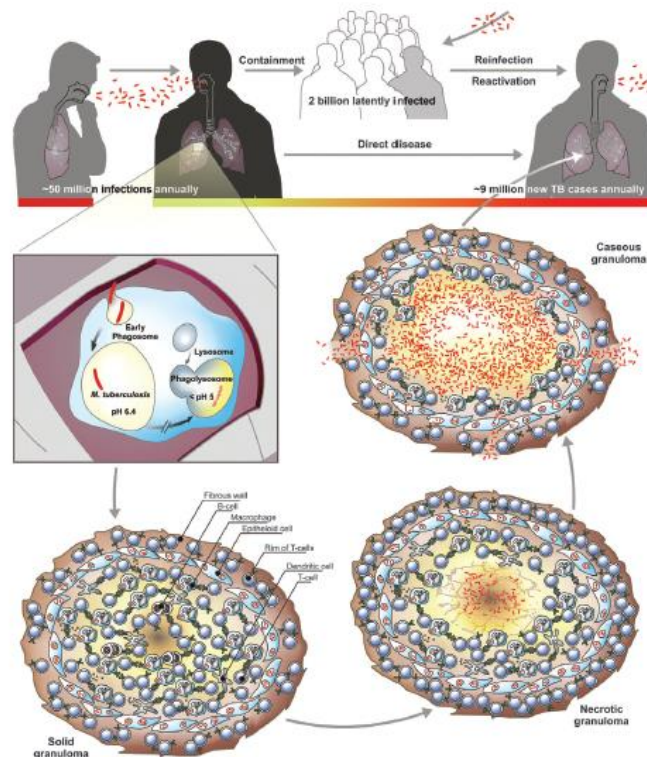 Containment
2 billion latently infected
Reinfection
Reactivation
Direct disease
~50 million infections annually
~9 million new TB cases annually
Caseous
granuloma
Early
Phagosome
Lysosome
Phagolysosome
< pH 5
M. tuberculosis
pH 6.4
Fibrous wall
B-cell
Macrophage
Epitheloid cell
Rim of T-cells
Dendritic cell
T-cell
Solid
granuloma
Necrotic
granuloma